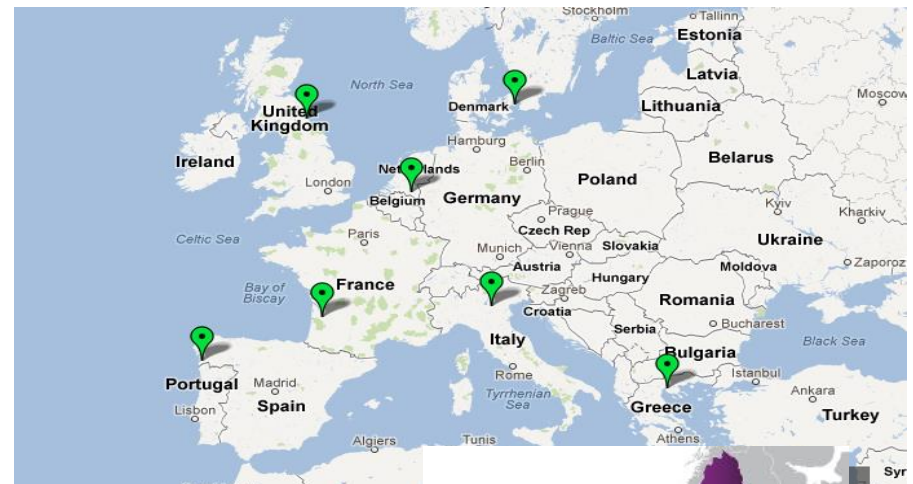 Stockholm
Tallinn
Estonia
Baltic Sea
North Sea
Latvia
Moscow
Denmark
Lithuania
United
Kingdom
Hamburg
Ireland
Berlin
Belarus
Netherlands
London
Poland
Belgium
Germany
Kyiv
Prague
Kharkiv
Czech Rep
Celtic Sea
Paris
Ukraine
Munich
Vienna
Slovakia
Austria
Moldova
Zaporoz
Hungary
Bay of
Biscay
France
Zagreb
Romania
Croatia
Bucharest
Serbia
Italy
Black Sea
Bulgaria
Rome
Istanbul
Portugal
Madrid
Tyrrhenian
Sea
Ankara
Lisbon
Spain
Greece
Turkey
Algiers
Tunis
Athens
Syr